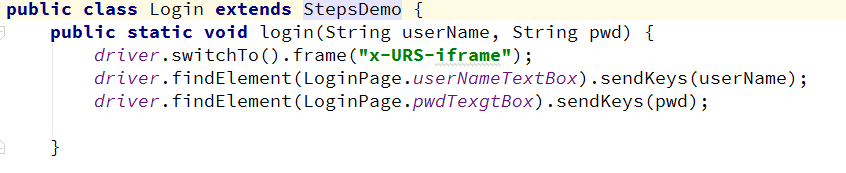 public class Login extends StepsDemo {
public static void login(String userName, String pwd) {
driver.switchTo().frame("x-URS-iframe");
driver.findElement(LoginPage.userNameTextBox).sendKeys(userName);
driver.findElement(LoginPage.pwdTexgtBox).sendKeys(pwd);
}